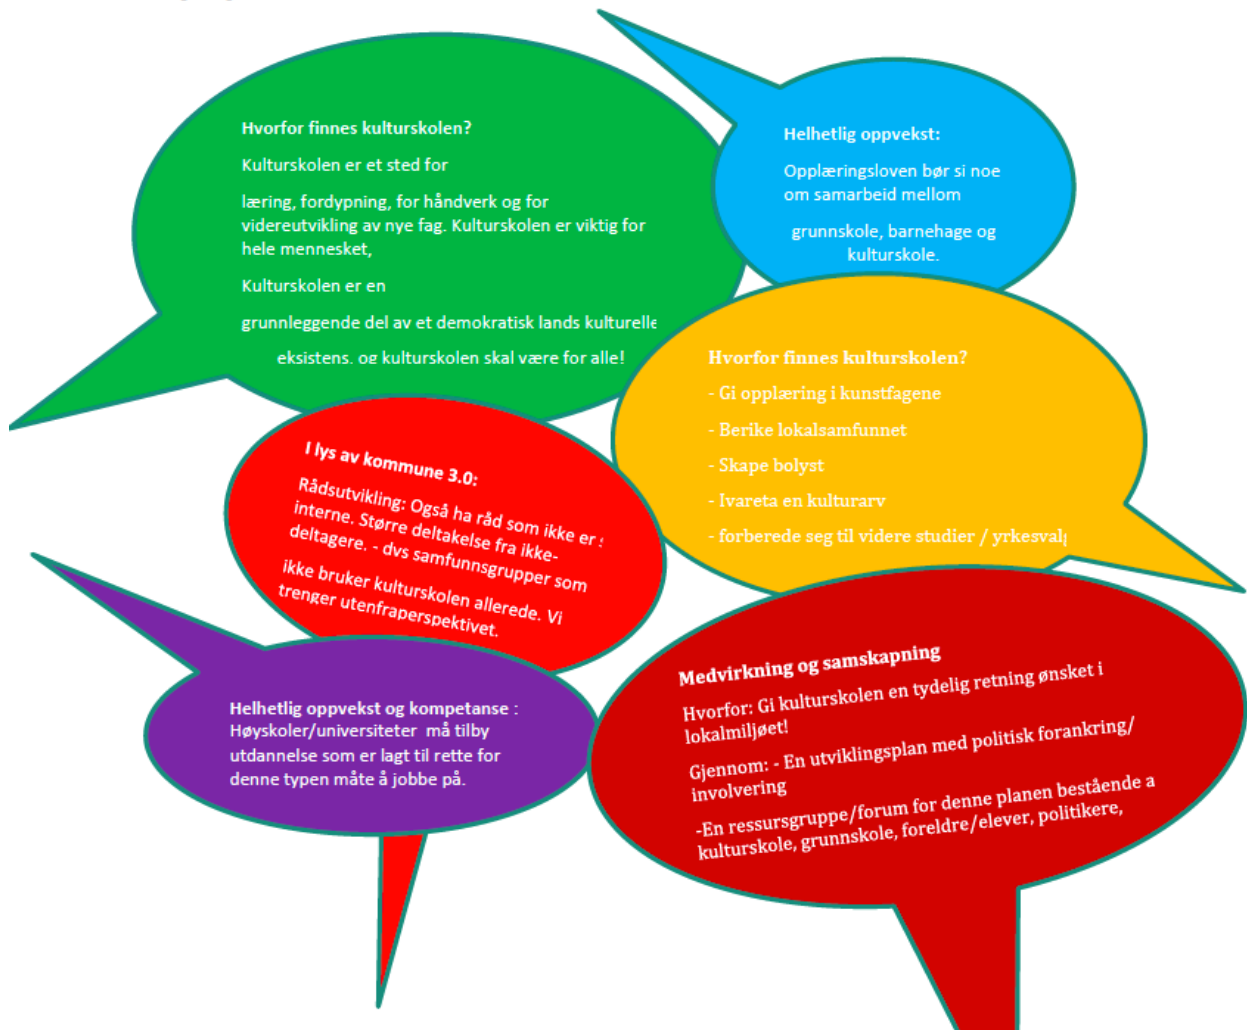 Hvorfor finnes kulturskolen?
Kulturskolen er et sted for
læring, fordypning, for håndverk og for
videreutvikling av nye fag. Kulturskolen er viktig for
hele mennesket,
Kulturskolen er en
grunnleggende del av et demokratisk lands kulturelle
eksistens. og kulturskolen skal være for alle!
Helhetlig oppvekst:
Opplæringsloven bør si noe
om samarbeid mellom
grunnskole, barnehage og
kulturskole.
Hvorfor finnes kulturskolen?
- Gi opplæring i kunstfagene
- Berike lokalsamfunnet
- Skape bolyst
- Ivareta en kulturarv
- forberede seg til videre studier / yrkesvalg
I lys av kommune 3.0:
Rådsutvikling: Også ha råd som ikke er
interne. Større deltakelse fra ikke-
deltagere. - dvs samfunnsgrupper som
ikke bruker kulturskolen allerede. Vi
trenger utenfraperspektivet.
Helhetlig oppvekst og kompetanse :
Høyskoler/universiteter må tilby
utdannelse som er lagt til rette for
denne typen måte å jobbe på.
Medvirkning og samskapning
Hvorfor: Gi kulturskolen en tydelig retning ønsket i
lokalmiljøet!
Gjennom: - En utviklingsplan med politisk forankring/
involvering
-En ressursgruppe/forum for denne planen bestående a
kulturskole, grunnskole, foreldre/elever, politikere,